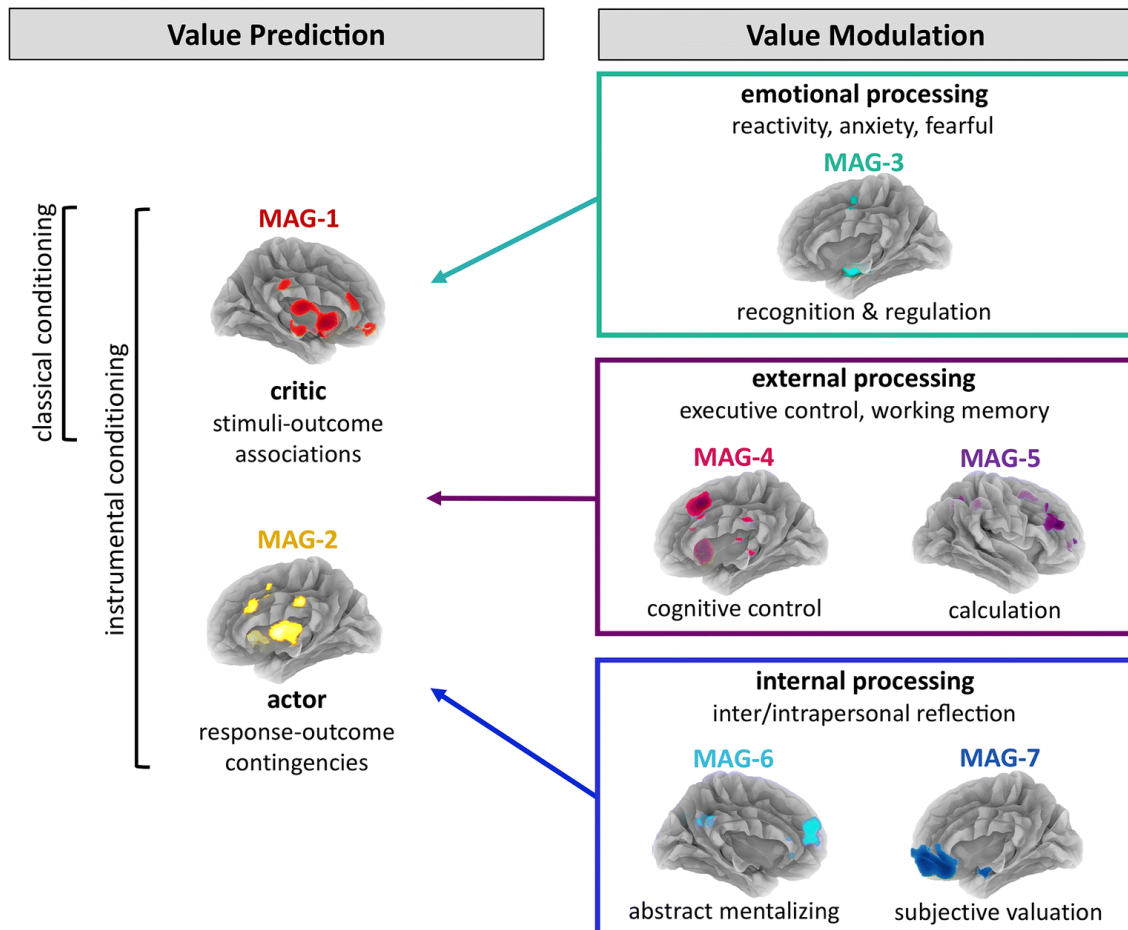 Value Prediction
Value Modulation
classical conditioning
instrumental conditioning
MAG-1
critic
stimuli-outcome
associations
MAG-2
actor
response-outcome
contingencies
emotional processing
reactivity, anxiety, fearful
MAG-3
recognition & regulation
external processing
executive control, working memory
MAG-4
MAG-5
cognitive control
calculation
internal processing
inter/intrapersonal reflection
MAG-6
MAG-7
abstract mentalizing
subjective valuation